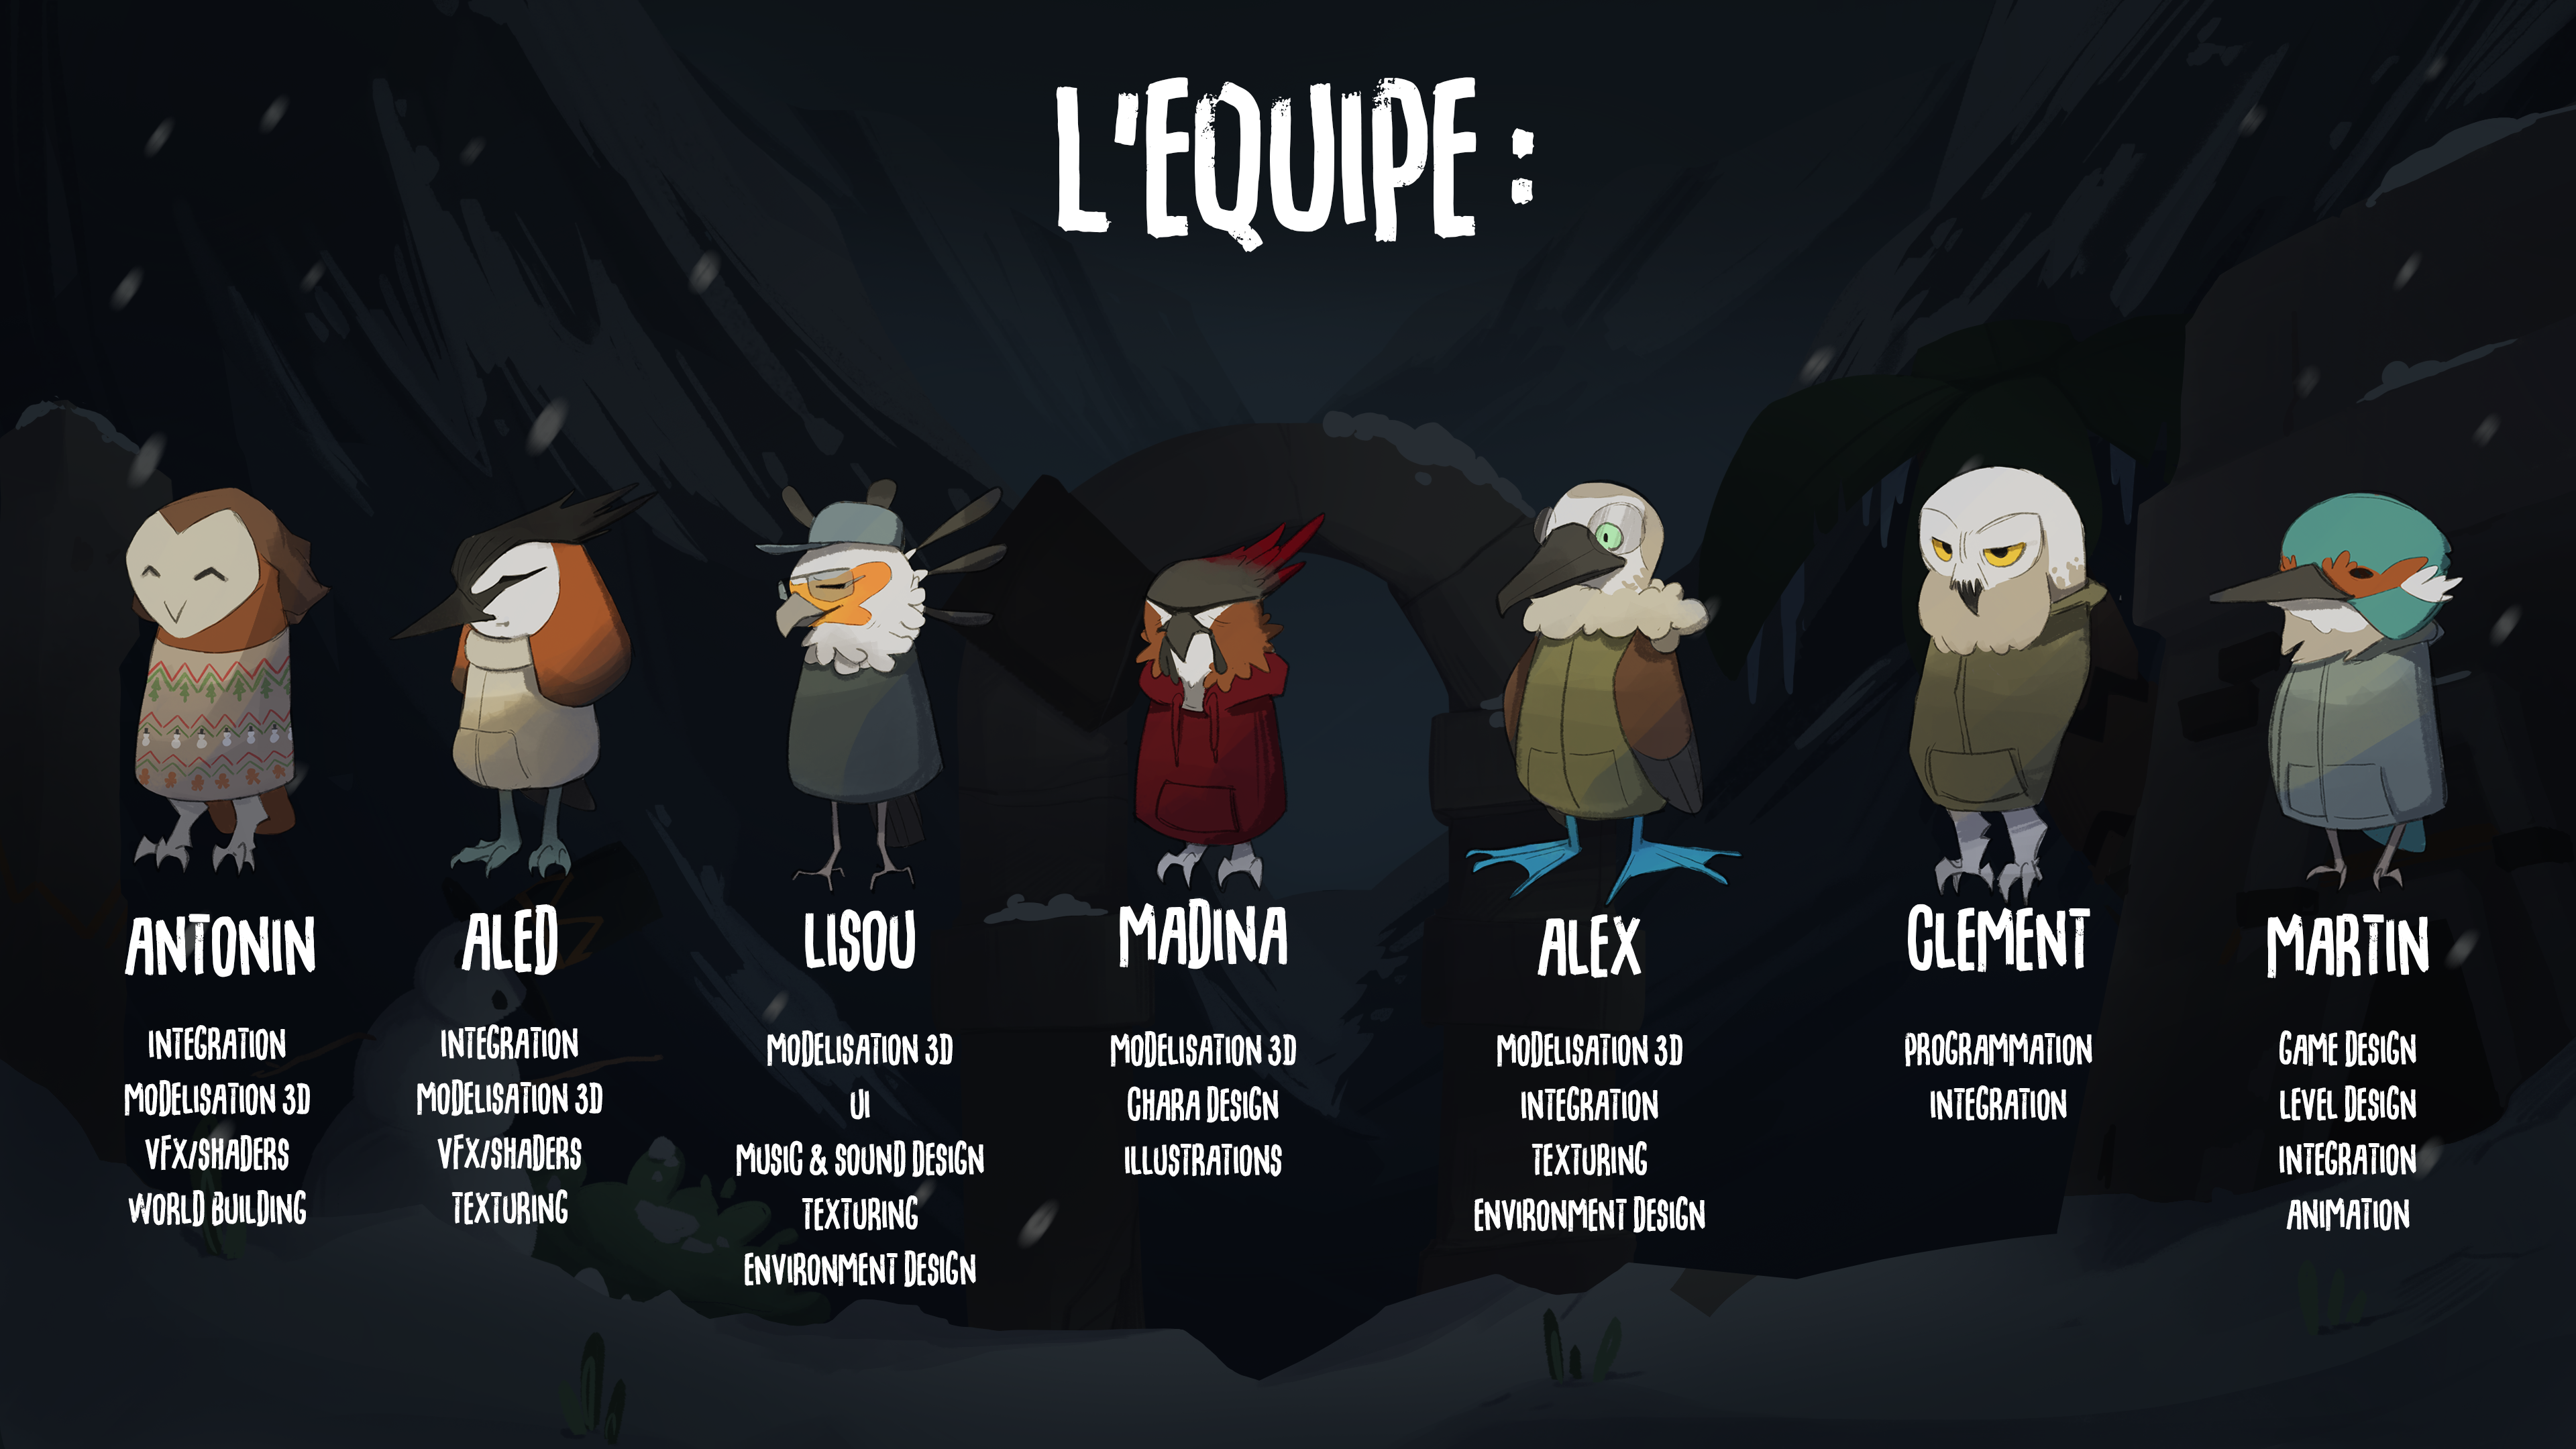 L'EQUIPE :
ANTONIN
INTEGRATION
MODELISATION 3D
VFX/SHADERS
WORLD BUILDING
ALED
INTEGRATION
MODELISATION 3D
VFX/SHADERS
TEXTURING
LISOU
MODELISATION 3D
UI
MUSIC & SOUND DESIGN
TEXTURING
ENVIRONMENT DESIGN
MADINA
MODELISATION 3D
CHARA DESIGN
ILLUSTRATIONS
ALEX
MODELISATION 3D
INTEGRATION
TEXTURING
ENVIRONMENT DESIGN
CLEMENT
PROGRAMMATION
INTEGRATION
MARTIN
GAME DESIGN
LEVEL DESIGN
INTEGRATION
ANIMATION